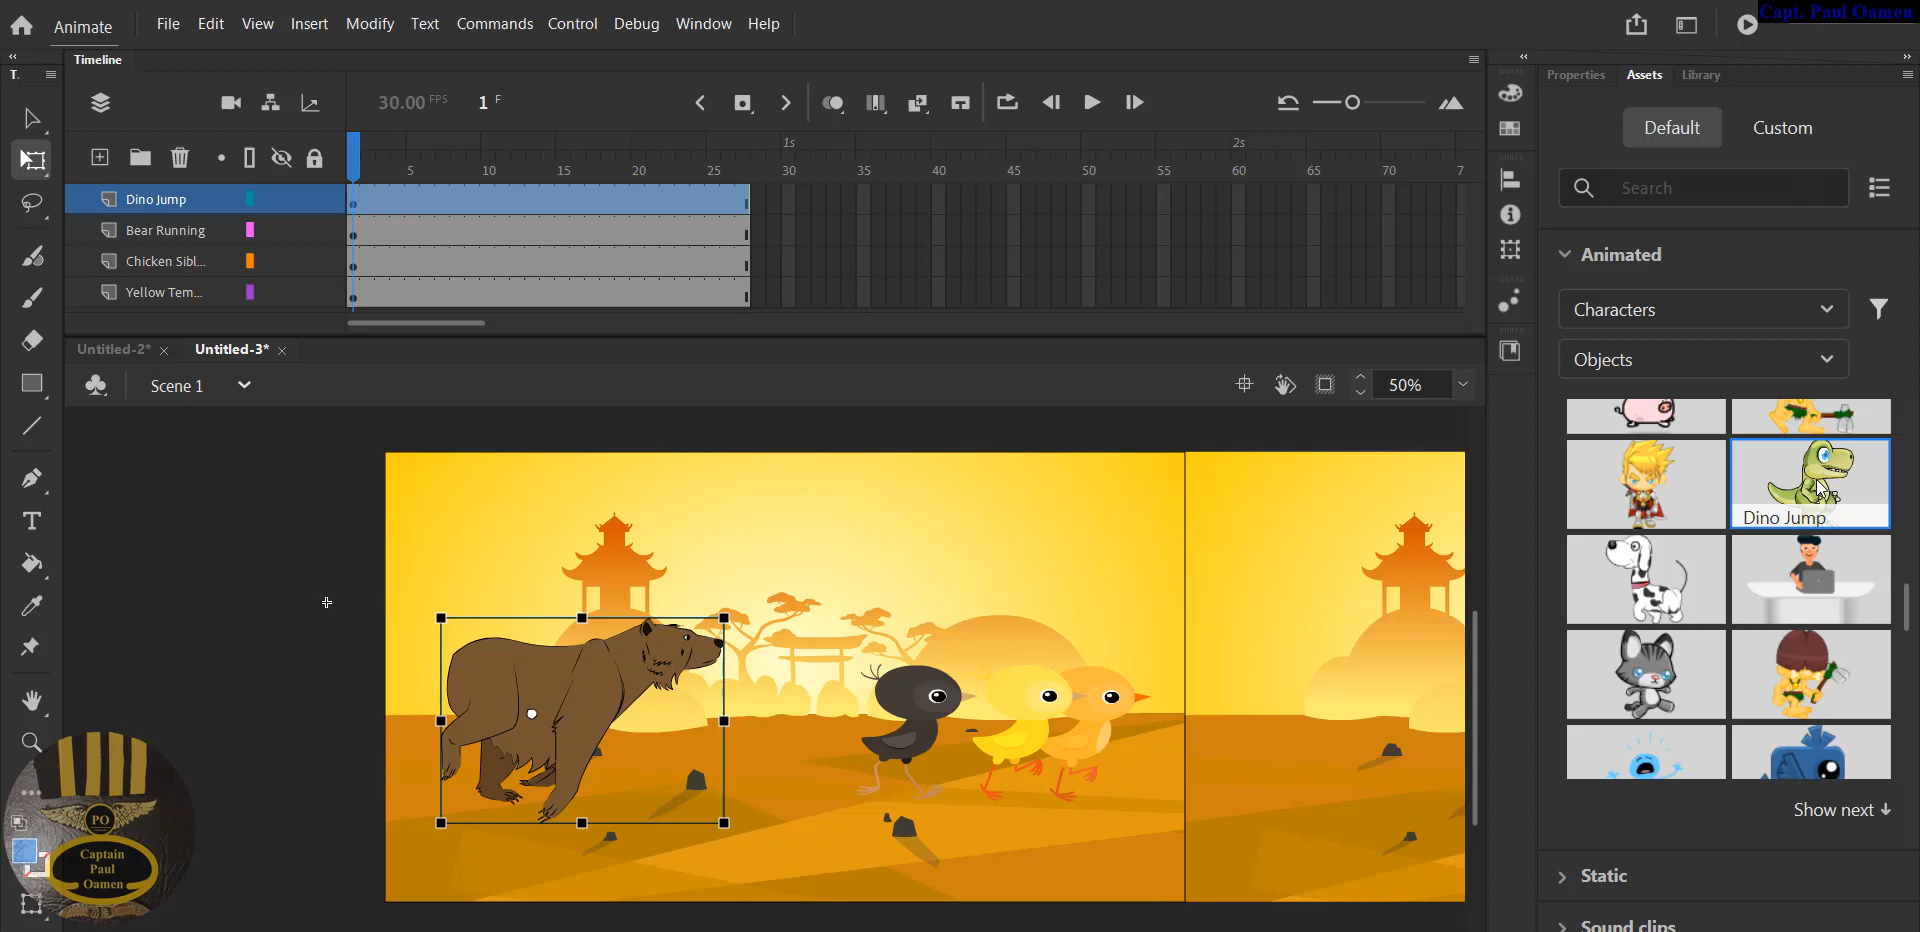 Capt. Paul Oamen
Animate
File Edit View Insert Modify Text Commands Control Debug Window Help
T.
Timeline
Properties Assets Library
30.00 FPS 1 F
Default Custom
1s 2s
5 10 15 20 25 30 35 40 45 50 55 60 65 70 7
Search
Dino Jump
Bear Running
Chicken Sibl...
Yellow Tem...
Animated
Characters
Objects
Untitled-2* Untitled-3*
Scene 1
50%
Dino Jump
Show next
Static
Sound clips
PO
Captain
Paul
Oamen